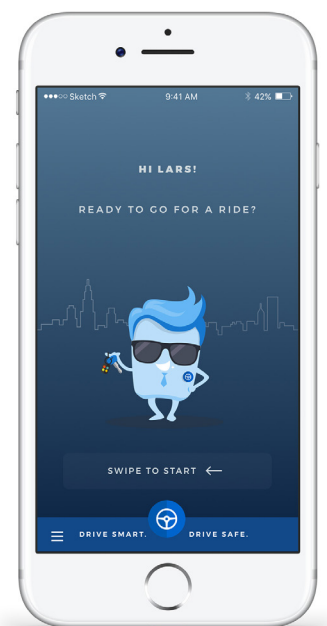 Sketch 9:41 AM 42%
HI LARS!
READY TO GO FOR A RIDE?
SWIPE TO START
DRIVE SMART. DRIVE SAFE.